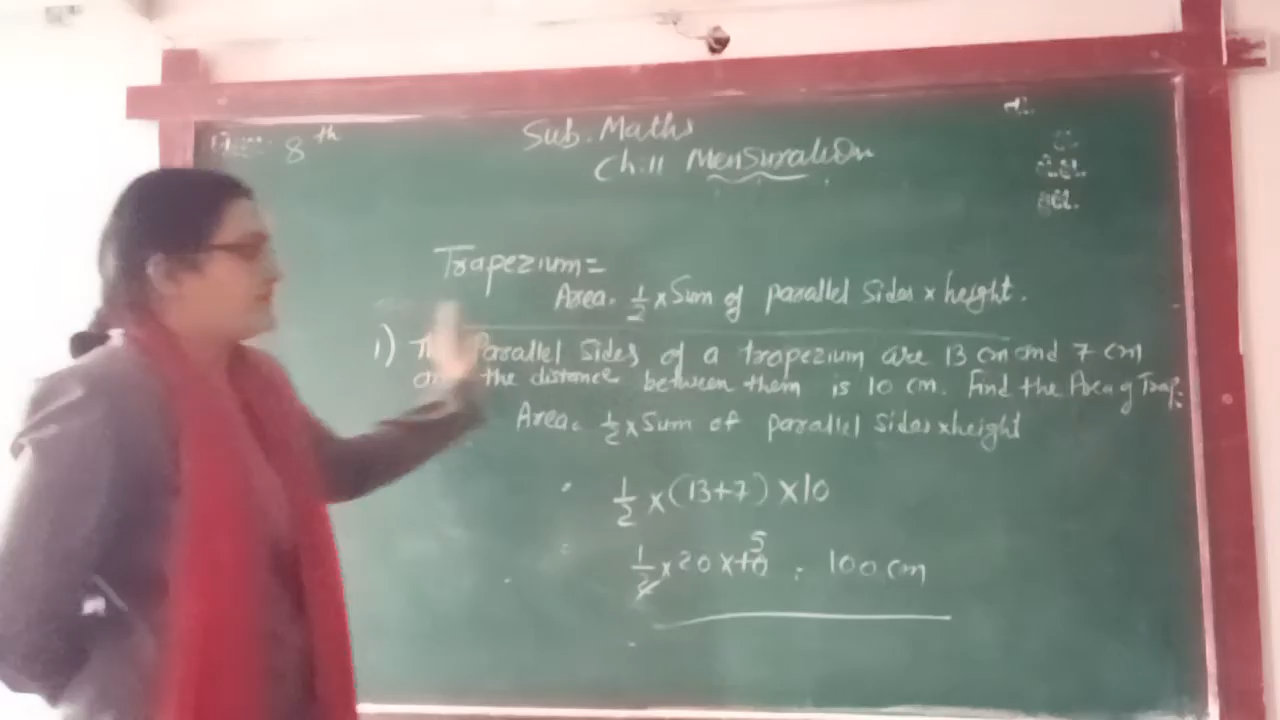 8th
Sub. Maths
Ch:11 Mensuration
Trapezium=
Area. 1/2 x Sum of parallel Sides x height.
1) The Parallel Sides of a trapezium are 13 cm and 7 cm
the distance between them is 10 cm. Find the Area of Trap.
Area = 1/2 x Sum of parallel Sides x height
1/2 x (13+7) x 10
1/2 x 20 x 10 5 = 100 cm